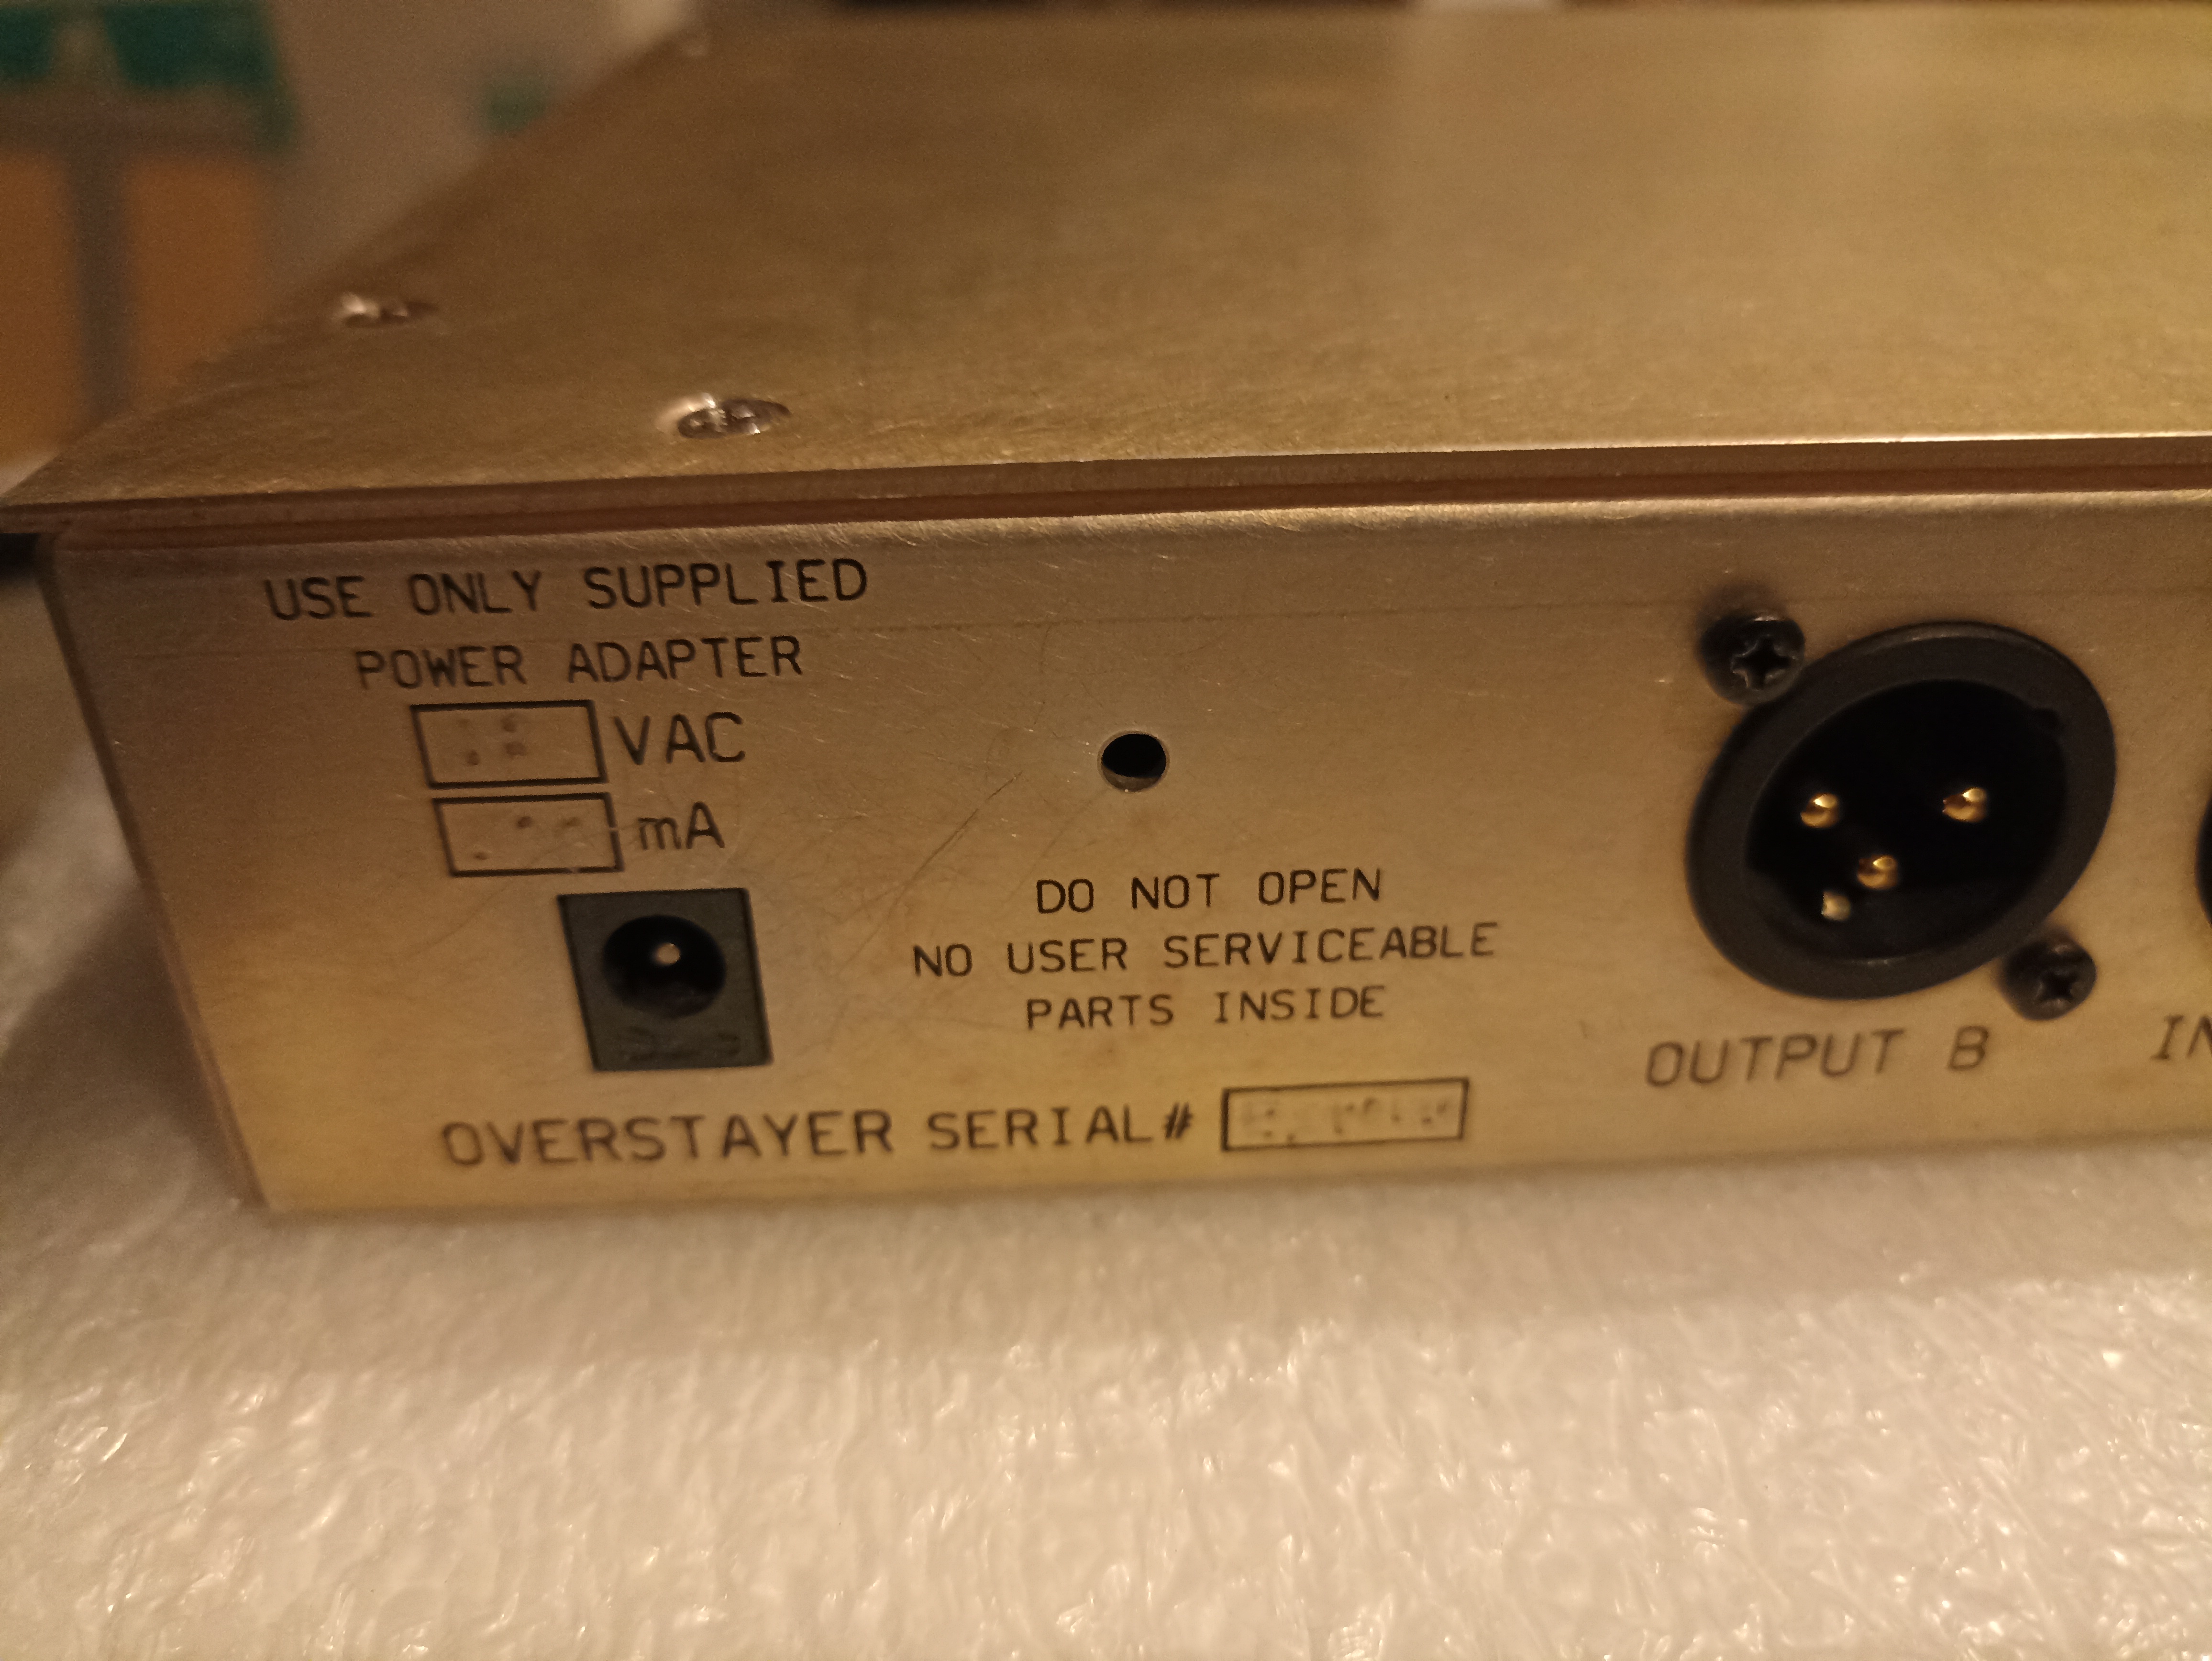 USE ONLY SUPPLIED
POWER ADAPTER
VAC
mA
DO NOT OPEN
NO USER SERVICEABLE
PARTS INSIDE
OVERSTAYER SERIAL#
OUTPUT B